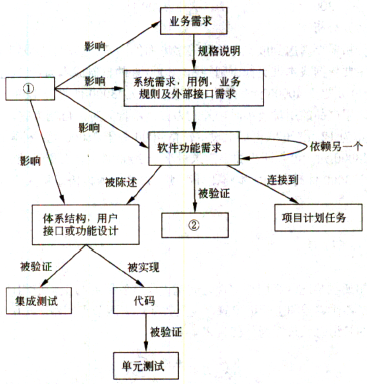 业务需求
影响
规格说明
①
影响
系统需求，用例，业务
规则及外部接口需求
影响
影响
软件功能需求
依赖另一个
被陈述
被验证
连接到
体系结构，用户
接口或功能设计
②
项目计划任务
被验证
被实现
集成测试
代码
被验证
单元测试